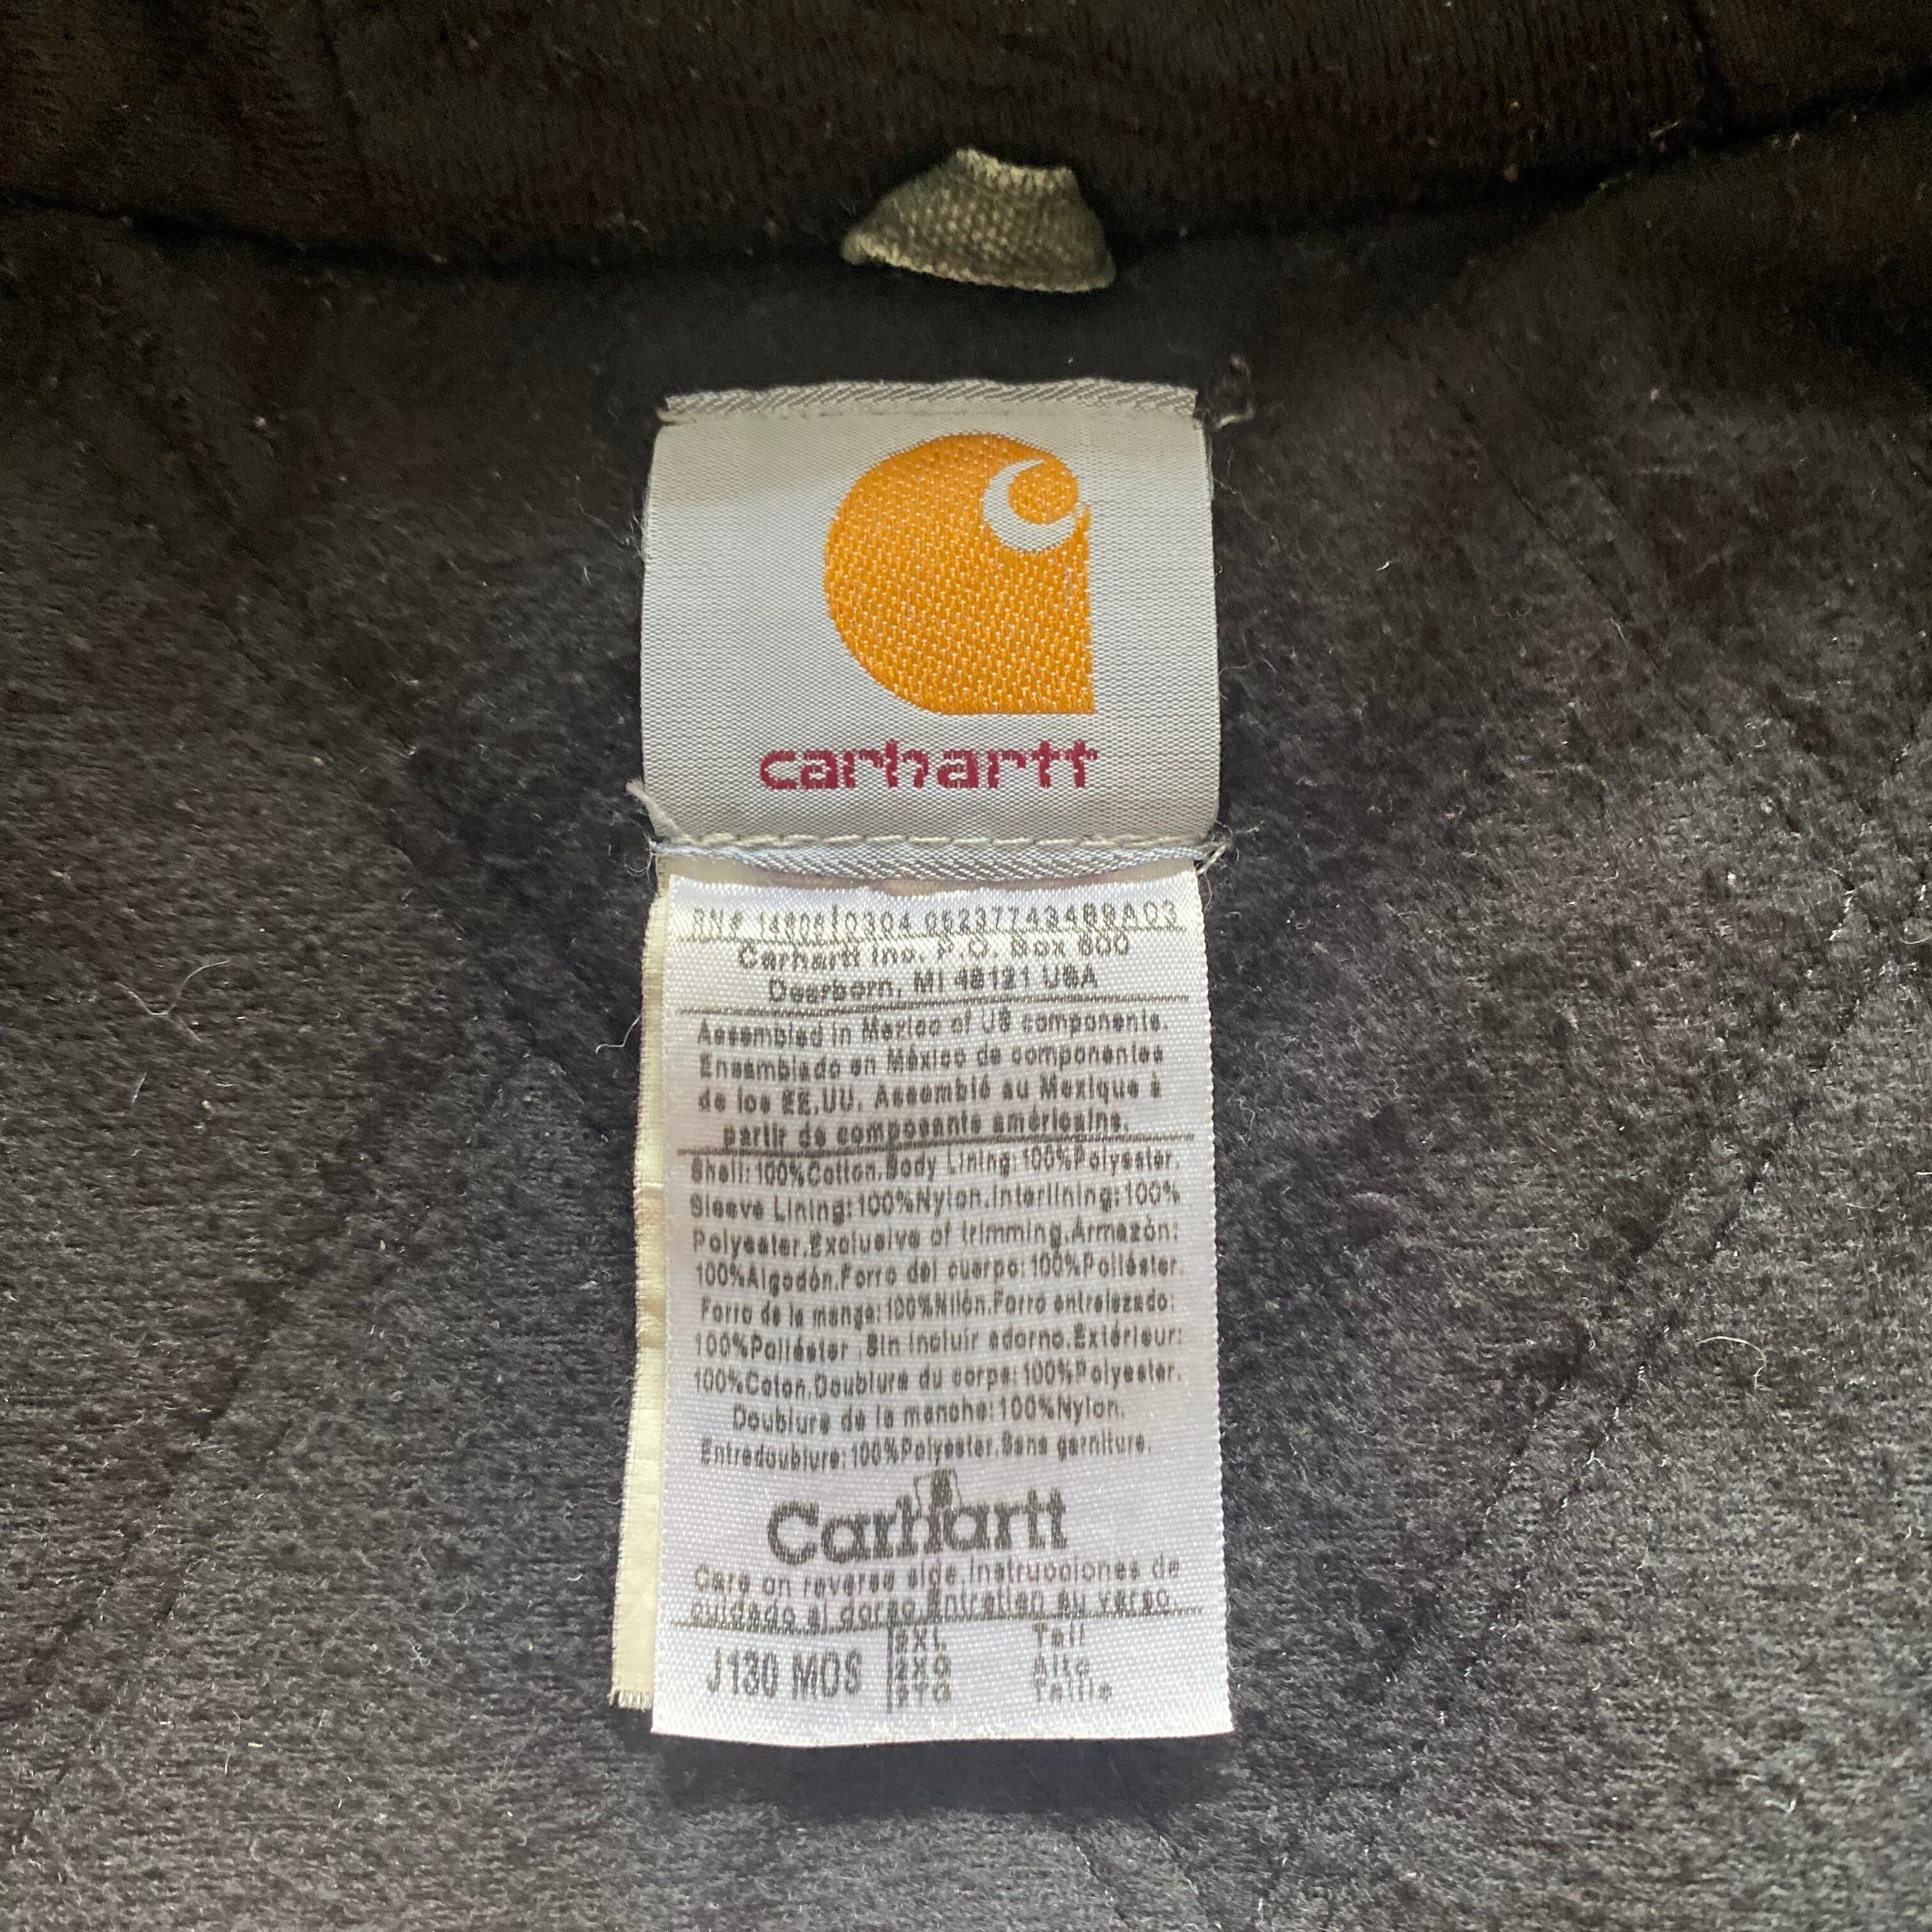 carhartt
RN# 14806 0304 05237743489A03
Carhartt Inc. P.O. Box 600
Dearborn, MI 48121 USA
Assembled in Mexico of US components.
Ensamblado en México de componentes
de los EE.UU. Assemblé au Mexique à
partir de composants américains.
Shell:100%Cotton.Body Lining:100%Polyester.
Sleeve Lining:100%Nylon.Interlining:100%
Polyester.Exclusive of trimming.Armazón:
100%Algodón.Forro del cuerpo:100%Poliéster.
Forro de la manga:100%Nilón.Forro entrelazado:
100%Poliéster .Sin incluir adorno.Extérieur:
100%Coton.Doublure du corps:100%Polyester.
Doublure de la manche:100%Nylon.
Entredoublure:100%Polyester.Sans garniture.
Carhartt
Care on reverse side.Instrucciones de
cuidado al dorso.Entretien au verso.
J130 MOS
2XL Tall
2XG Alto
2TG Taille